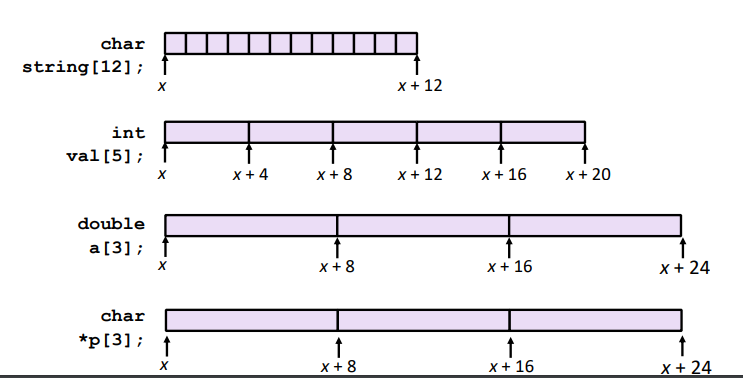 char
string[12];
x x + 12
int
val[5];
x x + 4 x + 8 x + 12 x + 16 x + 20
double
a[3];
x x + 8 x + 16 x + 24
char
*p[3];
x x + 8 x + 16 x + 24